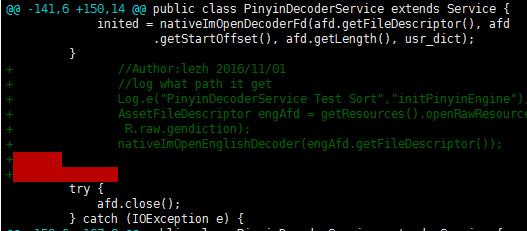 @@ -141,6 +150,14 @@ public class PinyinDecoderService extends Service {
inited = nativeImOpenDecoderFd(afd.getFileDescriptor(), afd
.getStartOffset(), afd.getLength(), usr_dict);
}
+ //Author:lezh 2016/11/01
+ //log what path it get
+ Log.e("PinyinDecoderService Test Sort","initPinyinEngine");
+ AssetFileDescriptor engAfd = getResources().openRawResource
+ R.raw.gendiction);
+ nativeImOpenEnglishDecoder(engAfd.getFileDescriptor());
+
+
try {
afd.close();
} catch (IOException e) {